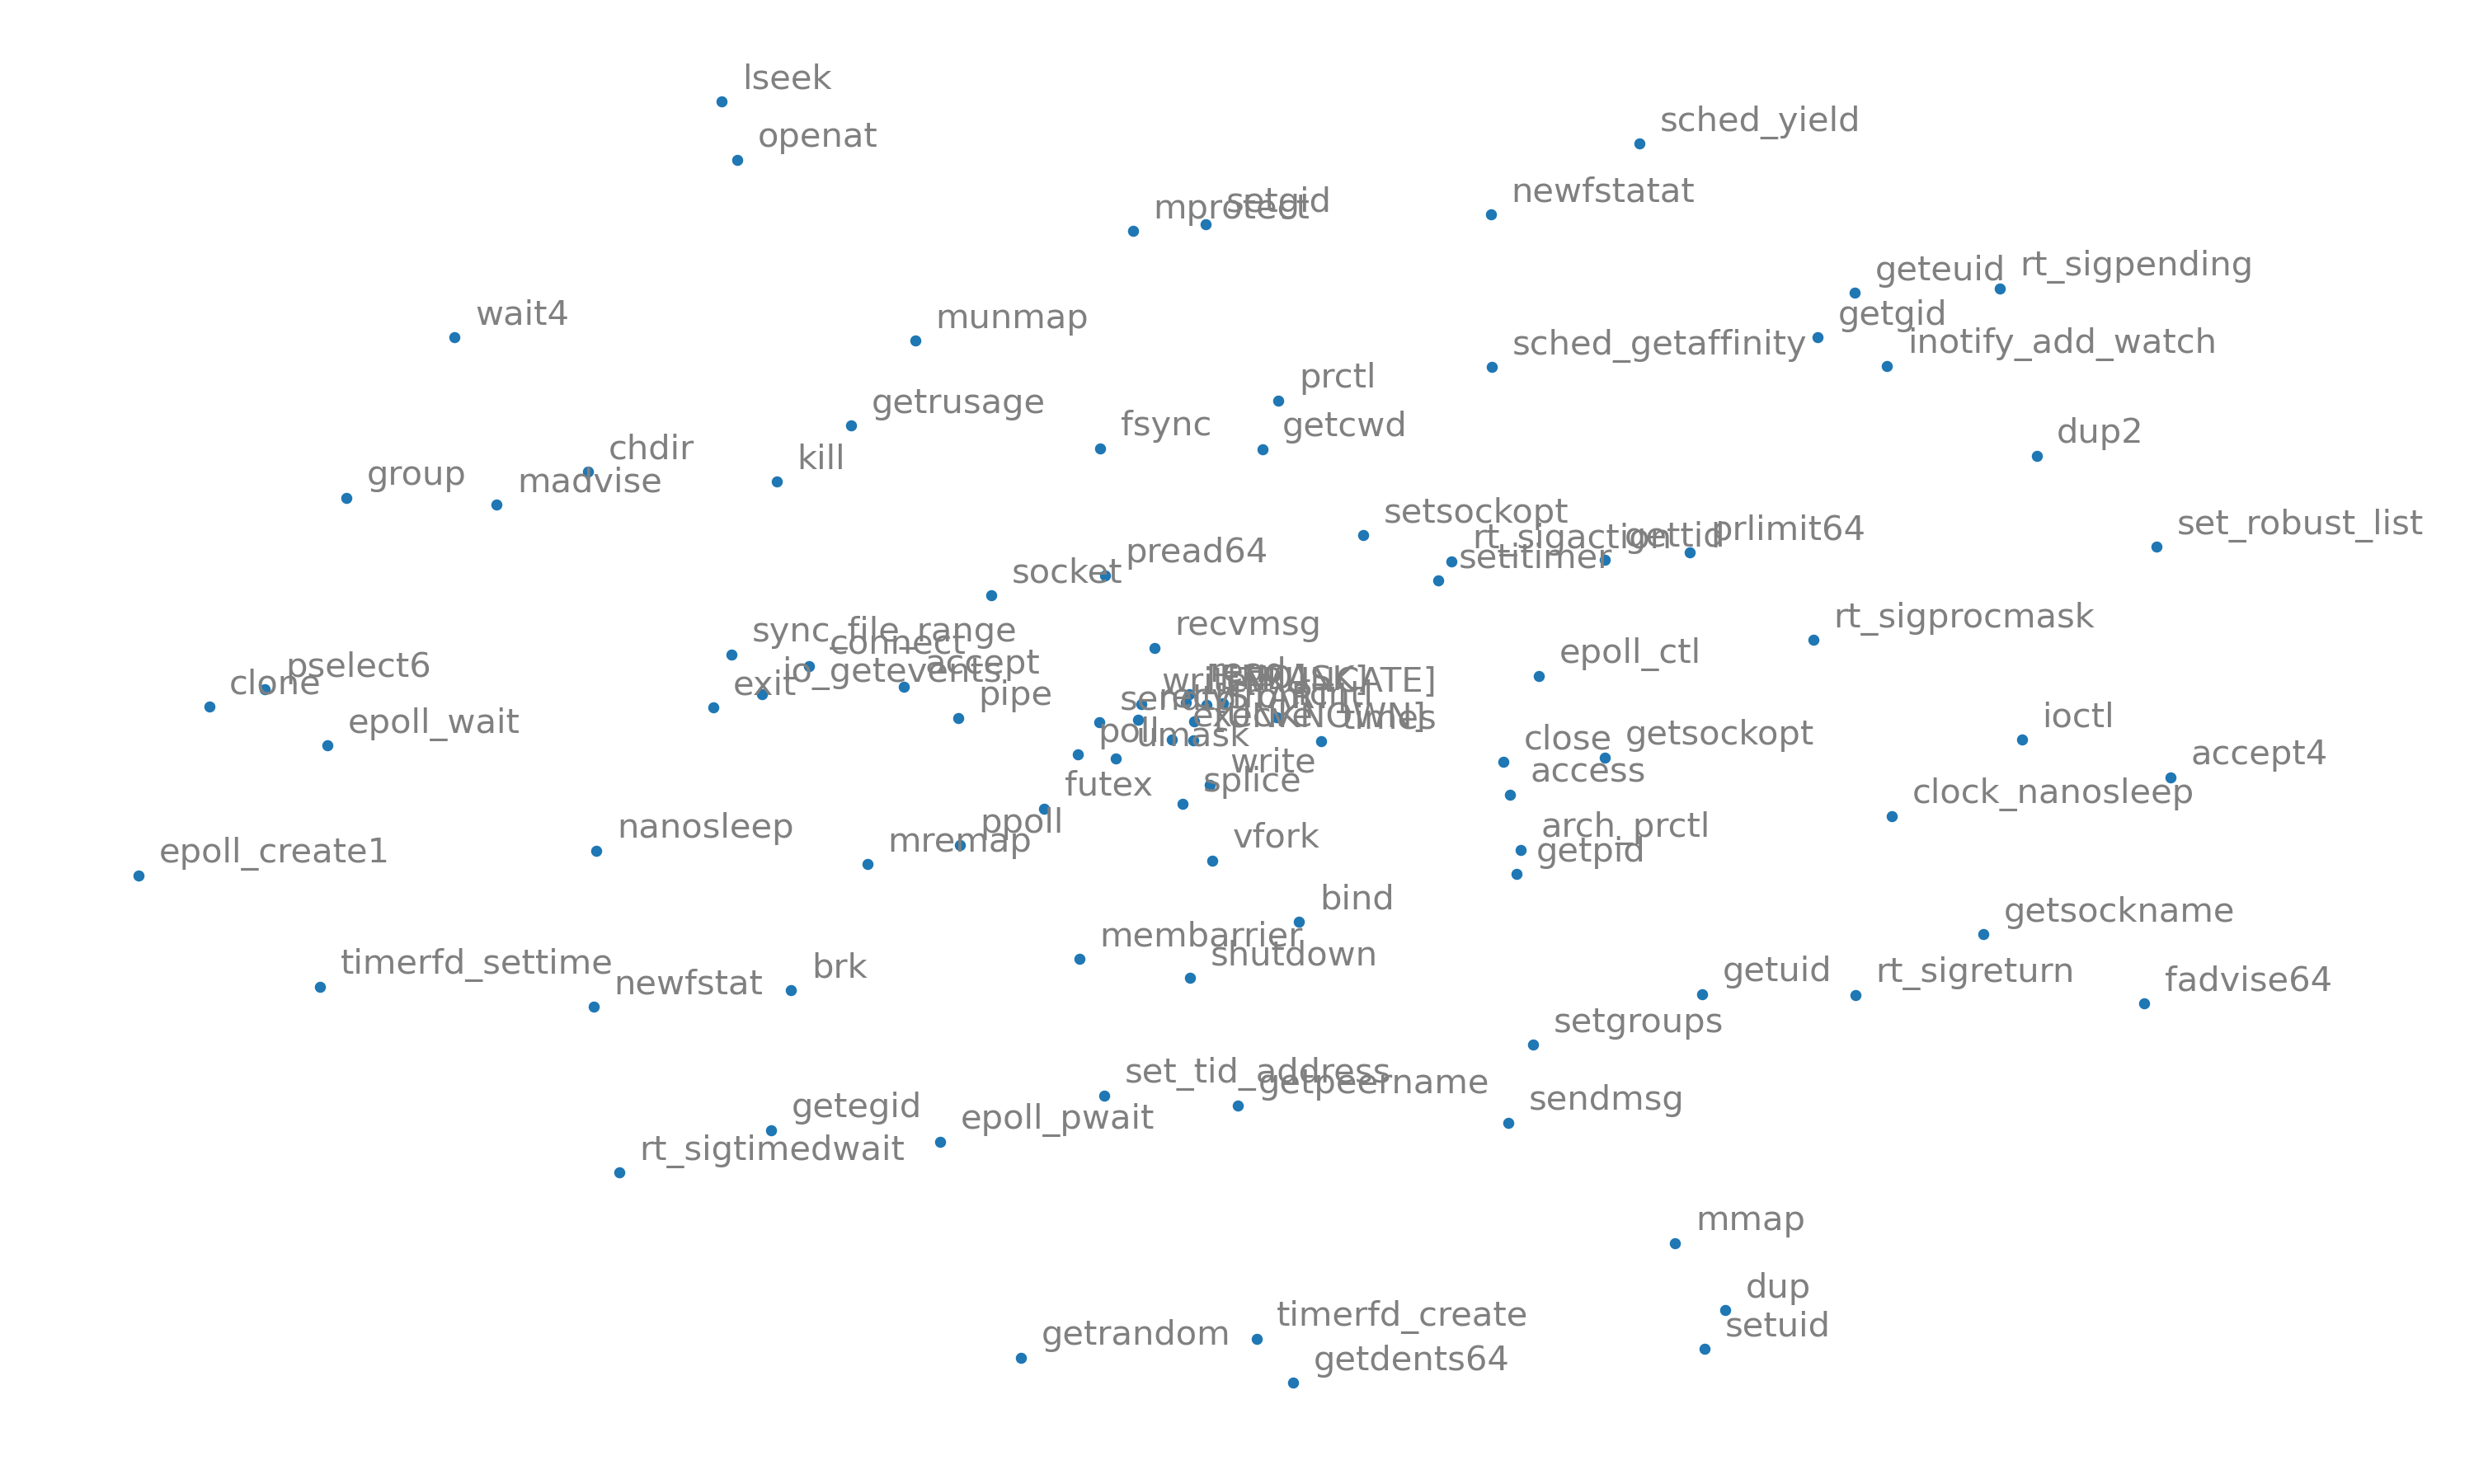 lseek
openat
sched_yield
newfstatat
mprotect
setgid
geteuid
rt_sigpending
getgid
wait4
munmap
sched_getaffinity
inotify_add_watch
prctl
getrusage
fsync
getcwd
dup2
chdir
kill
group
madvise
setsockopt
rt_sigaction
gettid
prlimit64
set_robust_list
pread64
setitimer
socket
recvmsg
rt_sigprocmask
sync_file_range
connect
epoll_ctl
accept
pselect6
io_getevents
clone
exit
pipe
epoll_wait
poll
umask
times
close
getsockopt
ioctl
accept4
write
access
splice
futex
clock_nanosleep
nanosleep
ppoll
mremap
vfork
arch_prctl
getpid
epoll_create1
bind
getsockname
membarrier
shutdown
timerfd_settime
newfstat
brk
getuid
rt_sigreturn
fadvise64
setgroups
set_tid_address
getpeername
sendmsg
getegid
epoll_pwait
rt_sigtimedwait
mmap
dup
timerfd_create
setuid
getrandom
getdents64